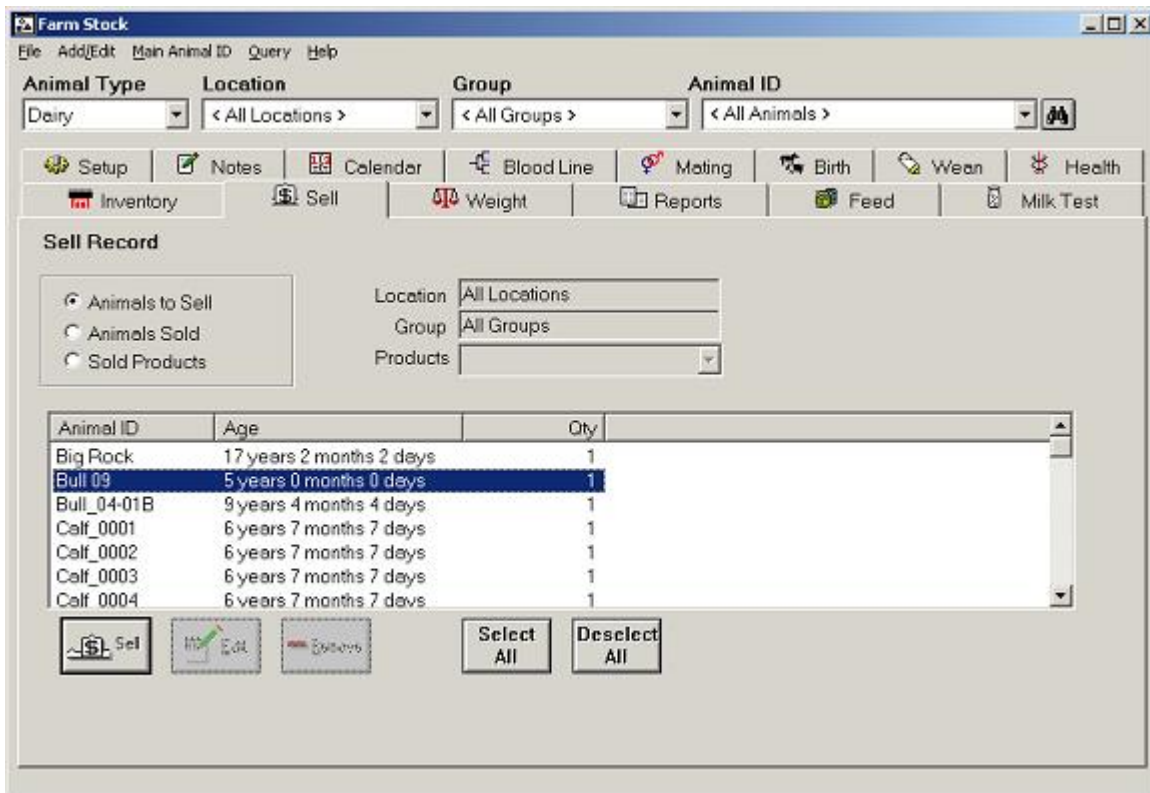 Farm Stock
File Add/Edit Main Animal ID Query Help
Animal Type Location Group Animal ID
Dairy < All Locations > < All Groups > < All Animals >
Setup Notes Calendar Blood Line Mating Birth Wean Health
Inventory Sell Weight Reports Feed Milk Test
Sell Record
Animals to Sell
Animals Sold
Sold Products
Location All Locations
Group All Groups
Products
Animal ID Age Qty
Big Rock 17 years 2 months 2 days 1
Bull 09 5 years 0 months 0 days 1
Bull_04-01B 9 years 4 months 4 days 1
Calf_0001 6 years 7 months 7 days 1
Calf_0002 6 years 7 months 7 days 1
Calf_0003 6 years 7 months 7 days 1
Calf_0004 6 years 7 months 7 days 1
Sell Edit Remove Select All Deselect All